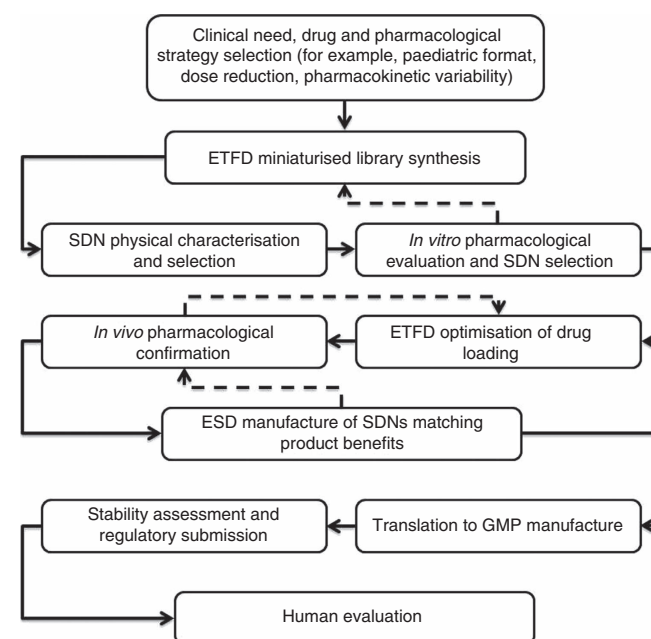 Clinical need, drug and pharmacological
strategy selection (for example, paediatric format,
dose reduction, pharmacokinetic variability)
ETFD miniaturised library synthesis
SDN physical characterisation
and selection
In vitro pharmacological
evaluation and SDN selection
In vivo pharmacological
confirmation
ETFD optimisation of drug
loading
ESD manufacture of SDNs matching
product benefits
Stability assessment and
regulatory submission
Translation to GMP manufacture
Human evaluation